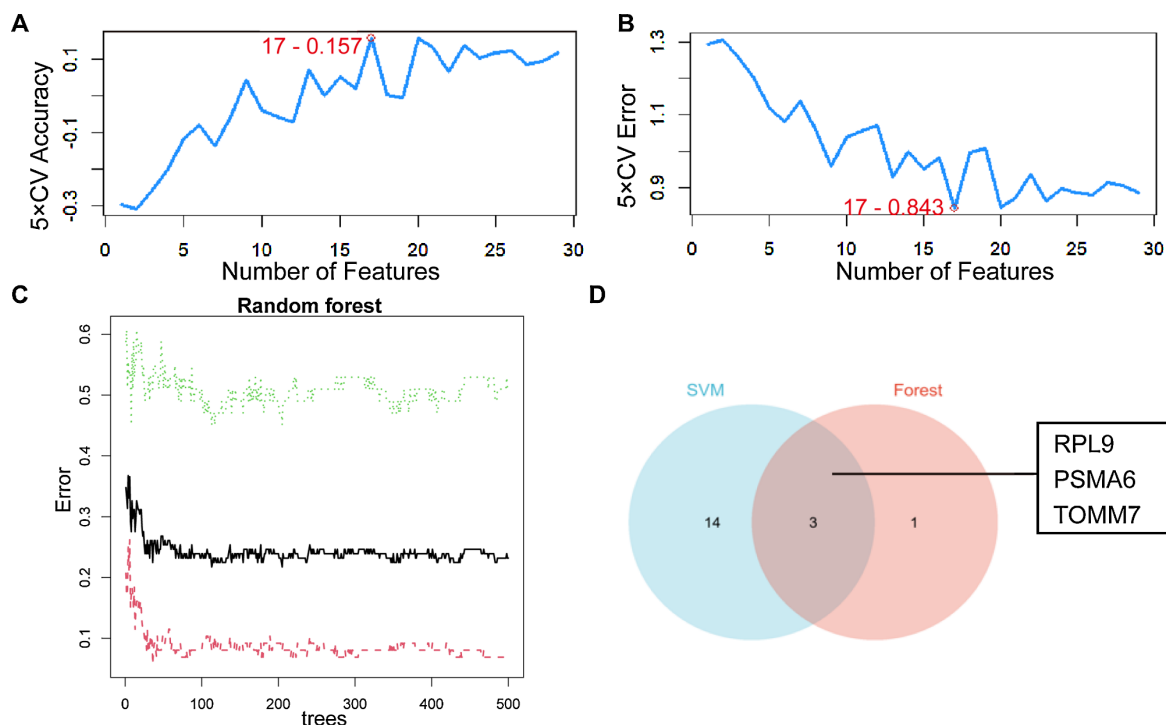 A
5×CV Accuracy
0.1
-0.1
-0.3
17 - 0.157
0 5 10 15 20 25 30
Number of Features
B
5×CV Error
1.3
1.1
0.9
17 - 0.843
0 5 10 15 20 25 30
Number of Features
C
Random forest
Error
0.6
0.5
0.4
0.3
0.2
0.1
0 100 200 300 400 500
trees
D
SVM
Forest
14
3
1
RPL9
PSMA6
TOMM7